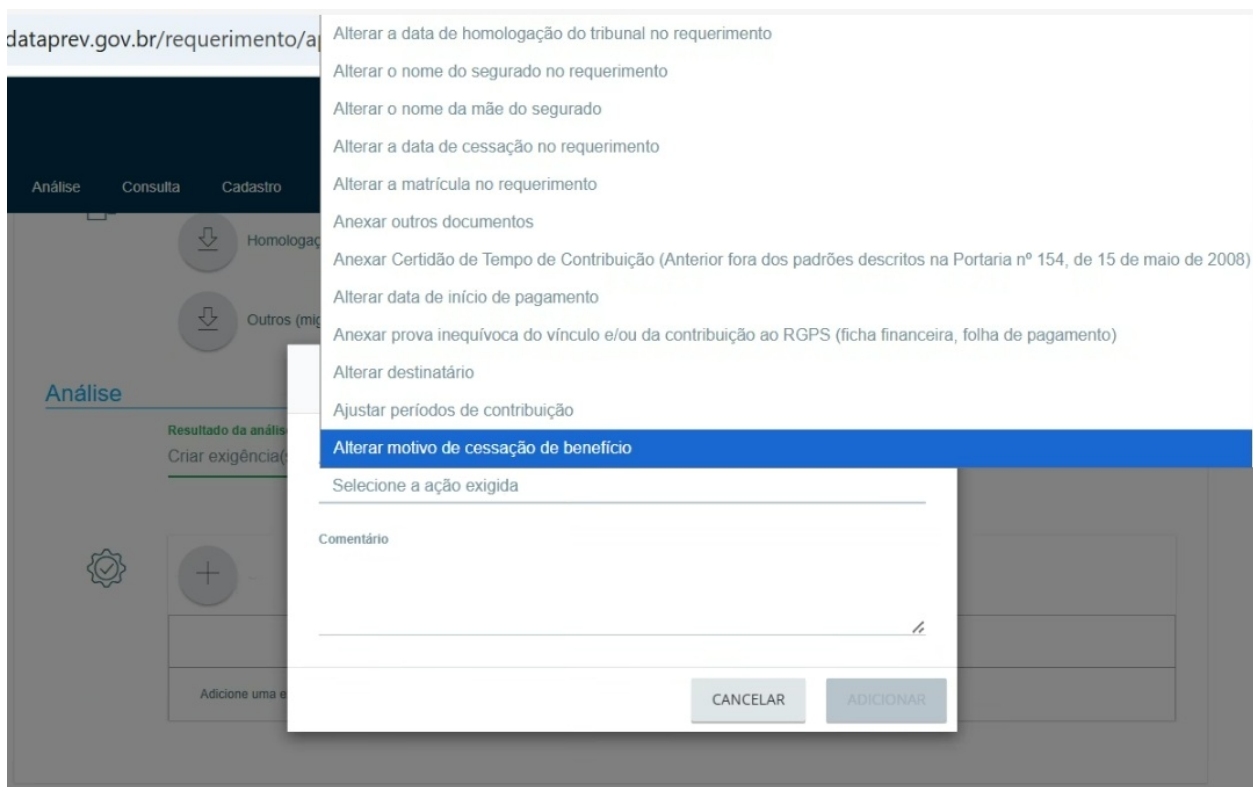 dataprev.gov.br/requerimento/a
Alterar a data de homologação do tribunal no requerimento
Alterar o nome do segurado no requerimento
Alterar o nome da mãe do segurado
Alterar a data de cessação no requerimento
Análise Consulta Cadastro
Alterar a matrícula no requerimento
Anexar outros documentos
Homologaç
Anexar Certidão de Tempo de Contribuição (Anterior fora dos padrões descritos na Portaria nº 154, de 15 de maio de 2008)
Alterar data de início de pagamento
Outros (mig
Anexar prova inequívoca do vínculo e/ou da contribuição ao RGPS (ficha financeira, folha de pagamento)
Alterar destinatário
Análise
Ajustar períodos de contribuição
Resultado da anális
Alterar motivo de cessação de benefício
Criar exigência(
Selecione a ação exigida
Comentário
Adicione uma e
CANCELAR ADICIONAR